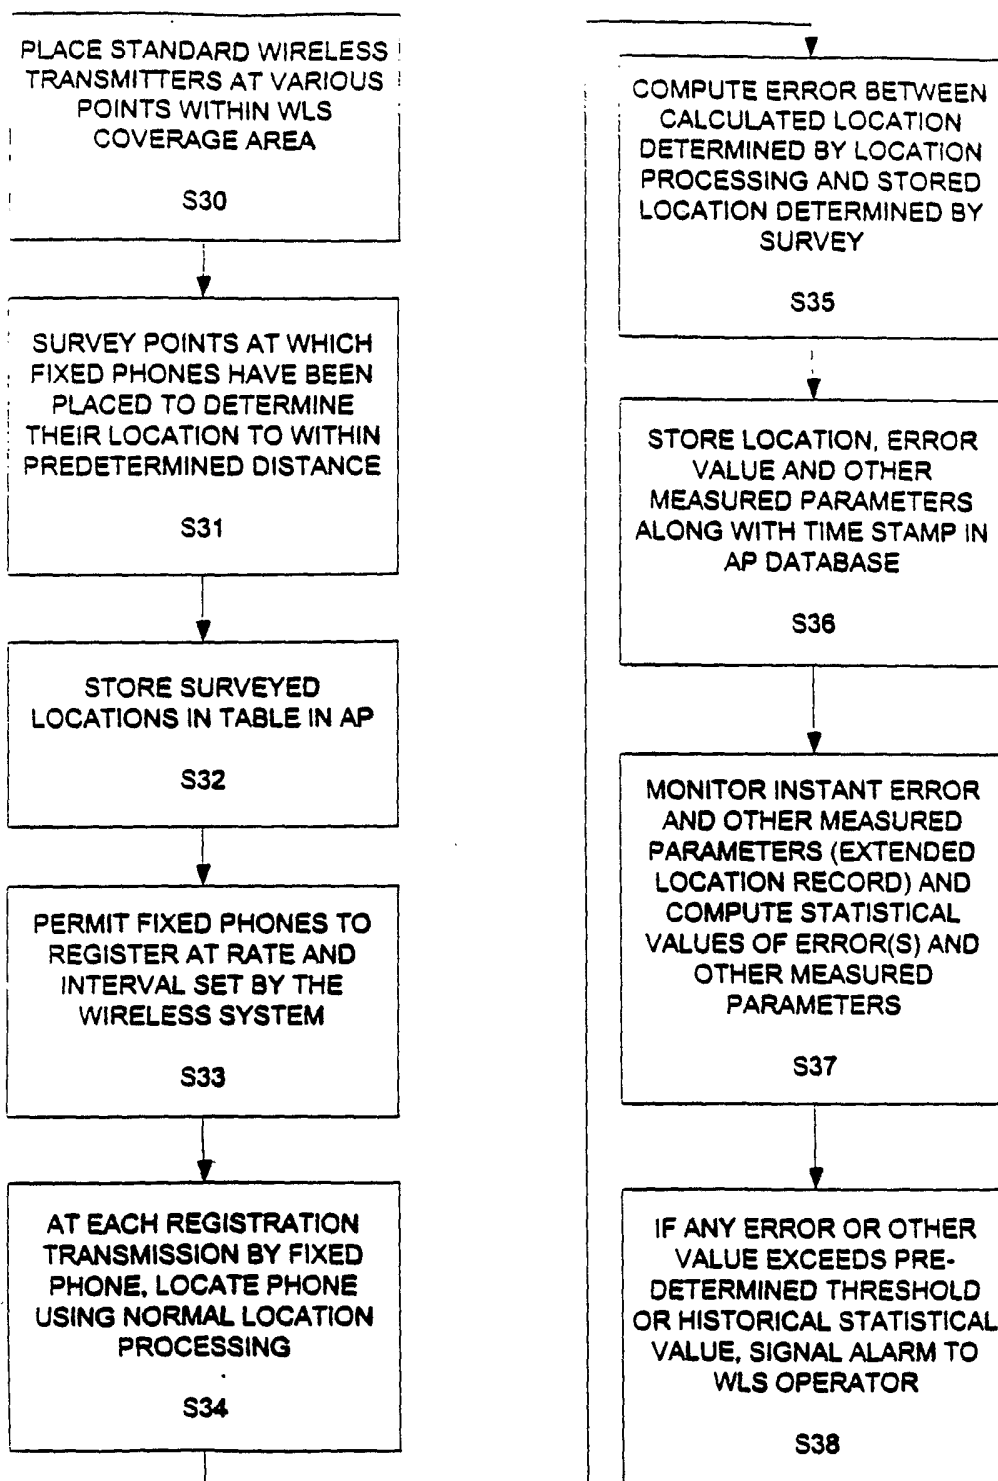 PLACE STANDARD WIRELESS
TRANSMITTERS AT VARIOUS
POINTS WITHIN WLS
COVERAGE AREA
S30
SURVEY POINTS AT WHICH
FIXED PHONES HAVE BEEN
PLACED TO DETERMINE
THEIR LOCATION TO WITHIN
PREDETERMINED DISTANCE
S31
STORE SURVEYED
LOCATIONS IN TABLE IN AP
S32
PERMIT FIXED PHONES TO
REGISTER AT RATE AND
INTERVAL SET BY THE
WIRELESS SYSTEM
S33
AT EACH REGISTRATION
TRANSMISSION BY FIXED
PHONE, LOCATE PHONE
USING NORMAL LOCATION
PROCESSING
S34
COMPUTE ERROR BETWEEN
CALCULATED LOCATION
DETERMINED BY LOCATION
PROCESSING AND STORED
LOCATION DETERMINED BY
SURVEY
S35
STORE LOCATION, ERROR
VALUE AND OTHER
MEASURED PARAMETERS
ALONG WITH TIME STAMP IN
AP DATABASE
S36
MONITOR INSTANT ERROR
AND OTHER MEASURED
PARAMETERS (EXTENDED
LOCATION RECORD) AND
COMPUTE STATISTICAL
VALUES OF ERROR(S) AND
OTHER MEASURED
PARAMETERS
S37
IF ANY ERROR OR OTHER
VALUE EXCEEDS PRE-
DETERMINED THRESHOLD
OR HISTORICAL STATISTICAL
VALUE, SIGNAL ALARM TO
WLS OPERATOR
S38